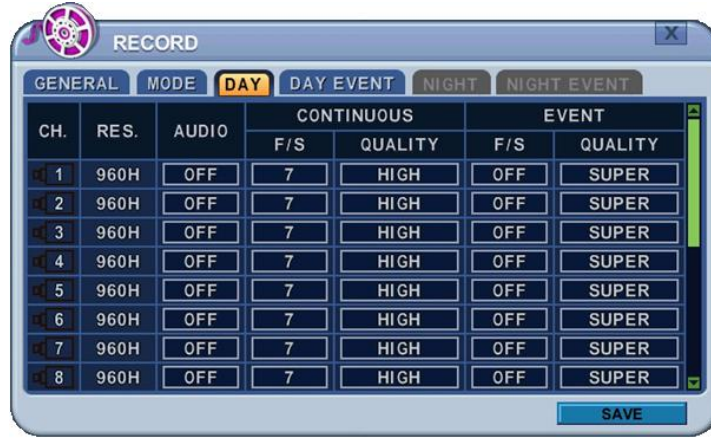 RECORD X
GENERAL MODE DAY DAY EVENT NIGHT NIGHT EVENT
CH. RES. AUDIO CONTINUOUS EVENT
F/S QUALITY F/S QUALITY
1 960H OFF 7 HIGH OFF SUPER
2 960H OFF 7 HIGH OFF SUPER
3 960H OFF 7 HIGH OFF SUPER
4 960H OFF 7 HIGH OFF SUPER
5 960H OFF 7 HIGH OFF SUPER
6 960H OFF 7 HIGH OFF SUPER
7 960H OFF 7 HIGH OFF SUPER
8 960H OFF 7 HIGH OFF SUPER
SAVE